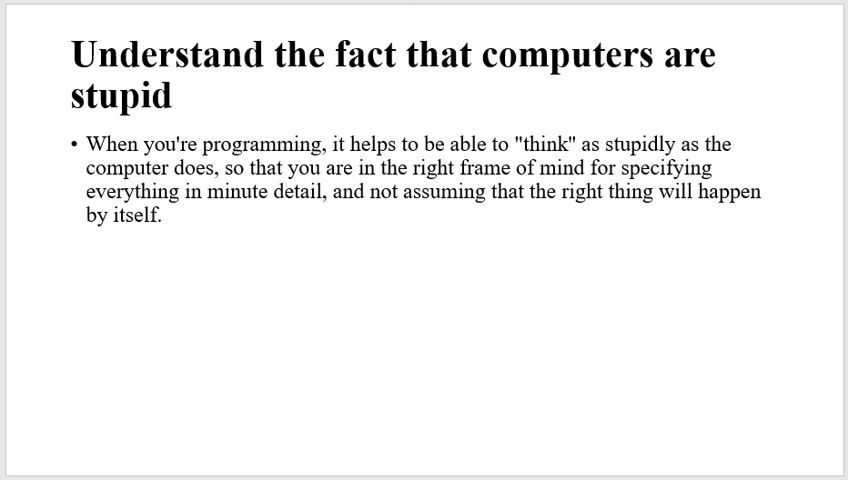 Understand the fact that computers are
stupid
• When you're programming, it helps to be able to "think" as stupidly as the
computer does, so that you are in the right frame of mind for specifying
everything in minute detail, and not assuming that the right thing will happen
by itself.